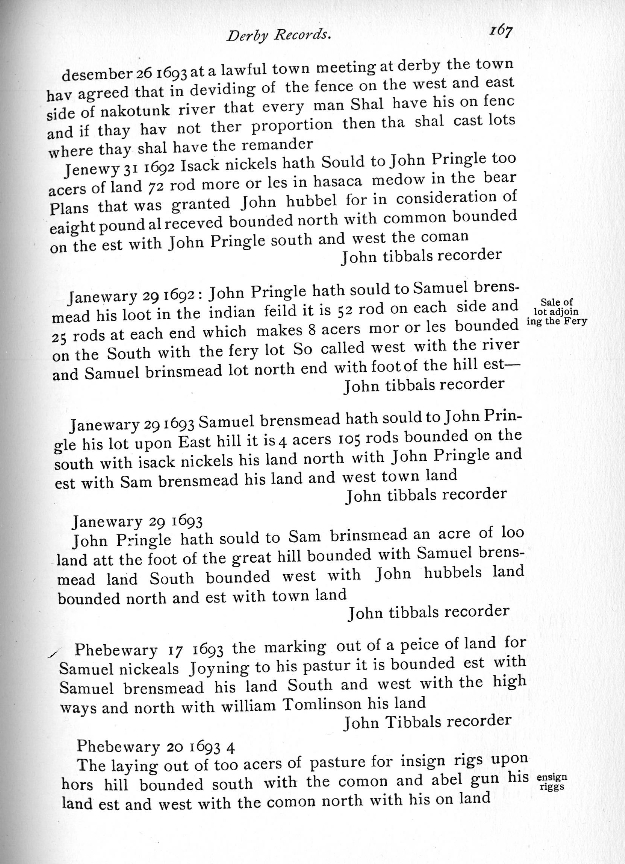 Derby Records. 167
desember 26 1693 at a lawful town meeting at derby the town
hav agreed that in deviding of the fence on the west and east
side of nakotunk river that every man Shal have his on fenc
and if thay hav not ther proportion then tha shal cast lots
where thay shal have the remander
Jenewy 31 1692 Isack nickels hath Sould to John Pringle too
acers of land 72 rod more or les in hasaca medow in the bear
Plans that was granted John hubbel for in consideration of
eaight pound al receved bounded north with common bounded
on the est with John Pringle south and west the coman
John tibbals recorder
Janewary 29 1692: John Pringle hath sould to Samuel brens-
mead his loot in the indian feild it is 52 rod on each side and
25 rods at each end which makes 8 acers mor or les bounded
on the South with the fery lot So called west with the river
and Samuel brinsmead lot north end with foot of the hill est—
John tibbals recorder
Sale of
lot adjoin
ing the Fery
Janewary 29 1693 Samuel brensmead hath sould to John Prin-
gle his lot upon East hill it is 4 acers 105 rods bounded on the
south with isack nickels his land north with John Pringle and
est with Sam brensmead his land and west town land
John tibbals recorder
Janewary 29 1693
John Pringle hath sould to Sam brinsmead an acre of loo
land att the foot of the great hill bounded with Samuel brens-
mead land South bounded west with John hubbels land
bounded north and est with town land
John tibbals recorder
Phebewary 17 1693 the marking out of a peice of land for
Samuel nickeals Joyning to his pastur it is bounded est with
Samuel brensmead his land South and west with the high
ways and north with william Tomlinson his land
John Tibbals recorder
Phebewary 20 1693 4
The laying out of too acers of pasture for insign rigs upon
hors hill bounded south with the comon and abel gun his
land est and west with the comon north with his on land
ensign
riggs